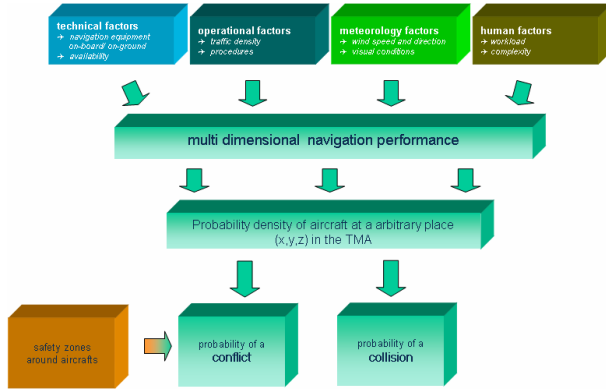 technical factors
→ navigation equipment
on-board/ on-ground
→ availability
operational factors
→ traffic density
→ procedures
meteorology factors
→ wind speed and direction
→ visual conditions
human factors
→ workload
→ complexity
multi dimensional navigation performance
Probability density of aircraft at a arbitrary place
(x,y,z) in the TMA
safety zones
around aircrafts
probability of a
conflict
probability of a
collision